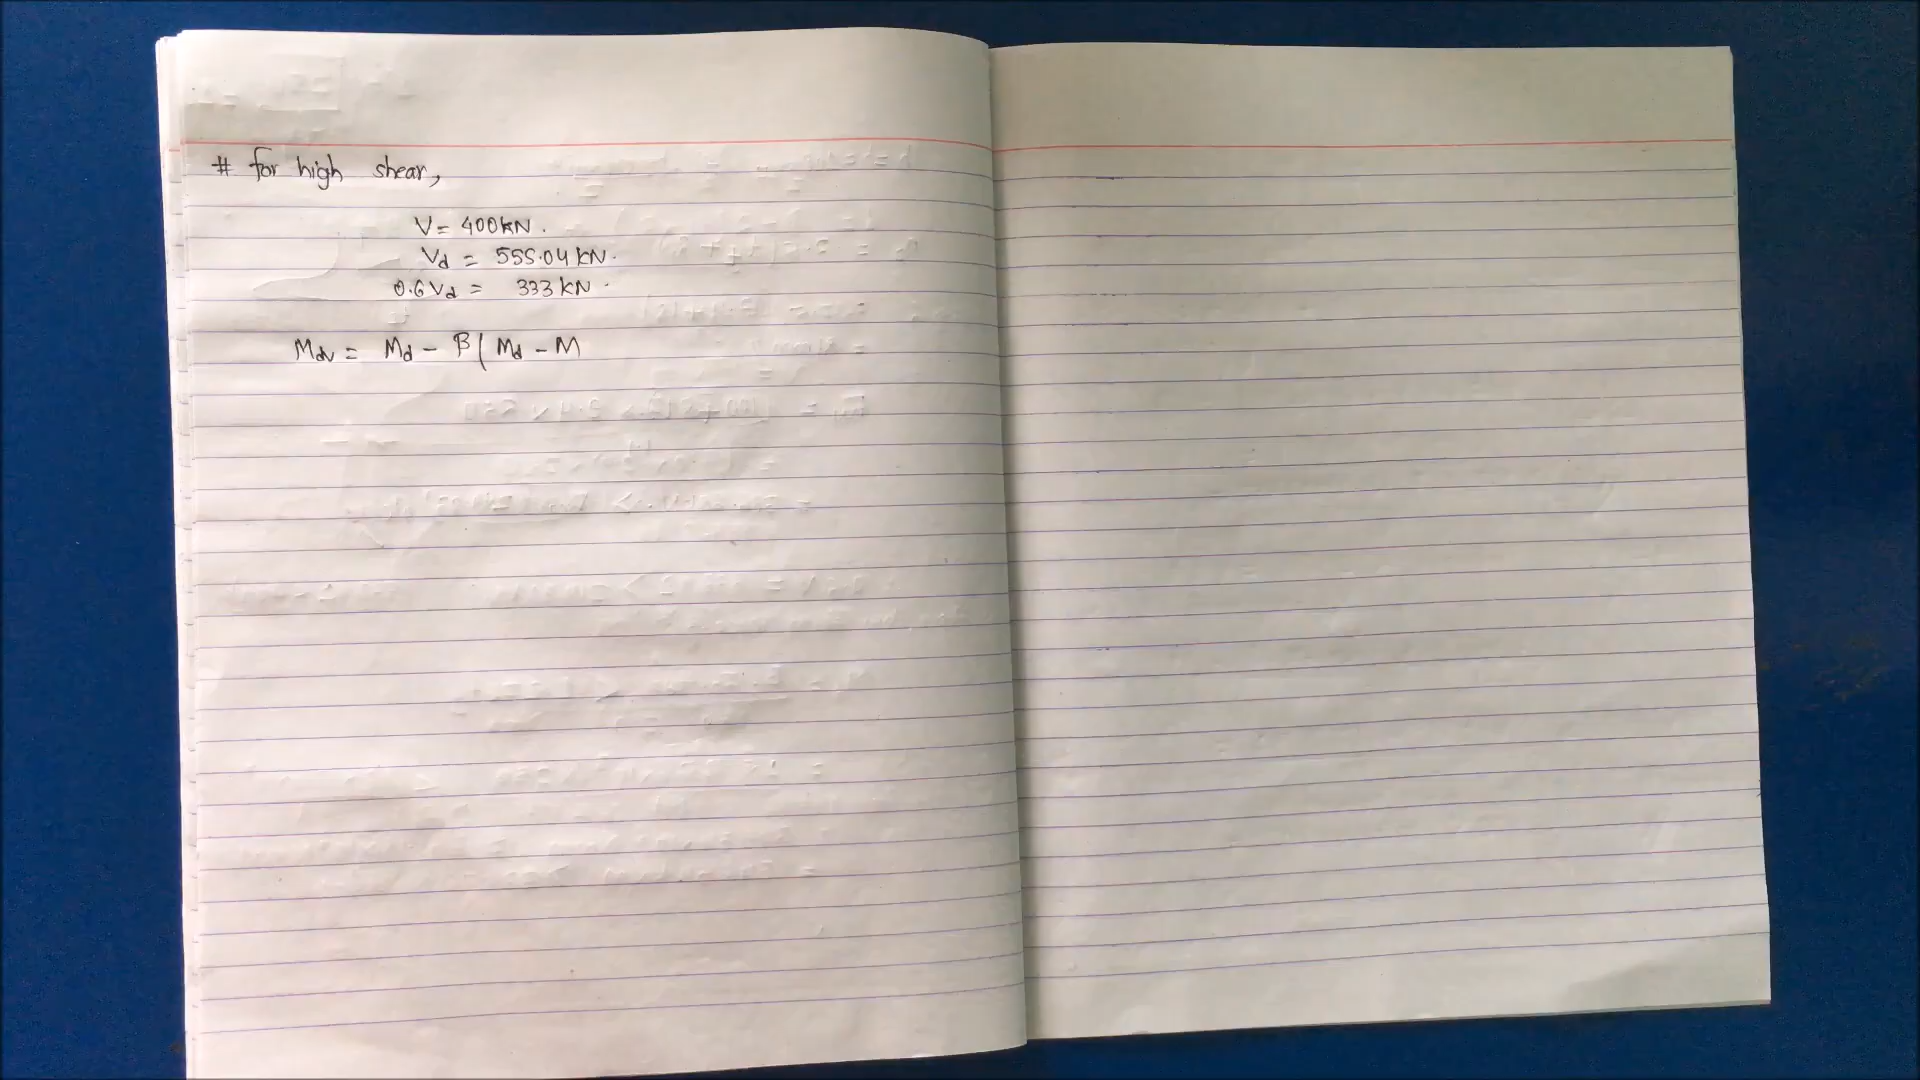 # for high shear,
V = 400kN.
Vd = 555.04 kN.
0.6Vd = 333 kN.
Mdv = Md - β( Md - M